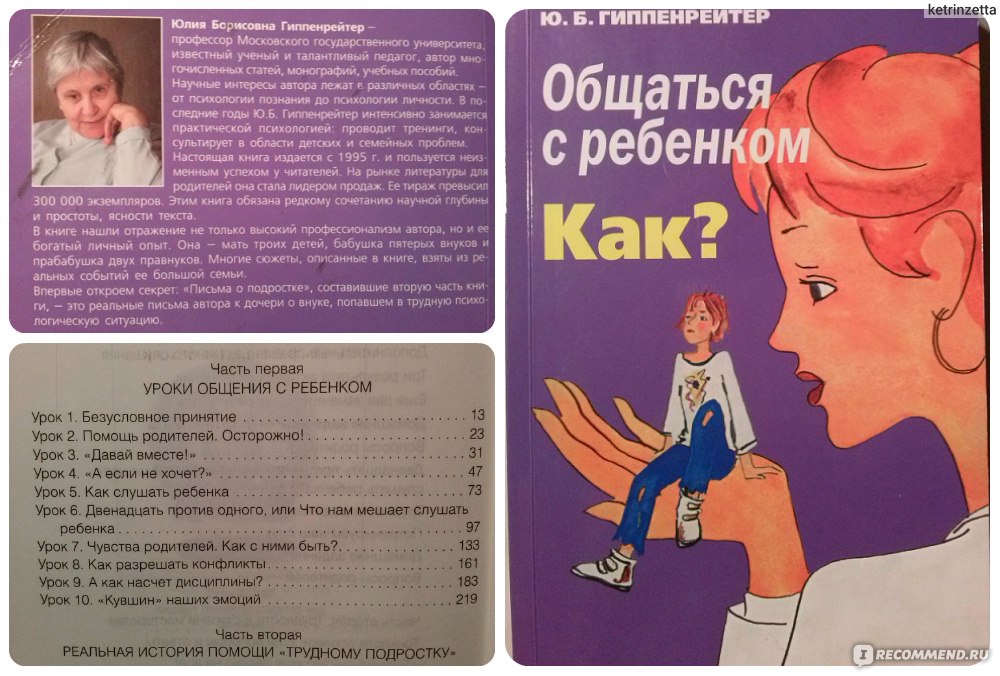 Юлия Борисовна Гиппенрейтер –
профессор Московского государственного университета,
известный ученый и талантливый педагог, автор мно-
гочисленных статей, монографий, учебных пособий.
Научные интересы автора лежат в различных областях –
от психологии познания до психологии личности. В по-
следние годы Ю.Б. Гиппенрейтер интенсивно занимается
практической психологией: проводит тренинги, кон-
сультирует в области детских и семейных проблем.
Настоящая книга издается с 1995 г. и пользуется неиз-
менным успехом у читателей. На рынке литературы для
родителей она стала лидером продаж. Ее тираж превысил
300 000 экземпляров. Этим книга обязана редкому сочетанию научной глубины
и простоты, ясности текста.
В книге нашли отражение не только высокий профессионализм автора, но и ее
богатый личный опыт. Она – мать троих детей, бабушка пятерых внуков и
прабабушка двух правнуков. Многие сюжеты, описанные в книге, взяты из ре-
альных событий ее большой семьи.
Впервые откроем секрет: «Письма о подростке», составившие вторую часть кни-
ги, – это реальные письма автора к дочери о внуке, попавшем в трудную психо-
логическую ситуацию.
Часть первая
УРОКИ ОБЩЕНИЯ С РЕБЕНКОМ
Урок 1. Безусловное принятие 13
Урок 2. Помощь родителей. Осторожно! 23
Урок 3. «Давай вместе!» 31
Урок 4. «А если не хочет?» 47
Урок 5. Как слушать ребенка 73
Урок 6. Двенадцать против одного, или Что нам мешает слушать
ребенка 97
Урок 7. Чувства родителей. Как с ними быть? 133
Урок 8. Как разрешать конфликты 161
Урок 9. А как насчет дисциплины? 183
Урок 10. «Кувшин» наших эмоций 219
Часть вторая
РЕАЛЬНАЯ ИСТОРИЯ ПОМОЩИ «ТРУДНОМУ ПОДРОСТКУ»
ketrinzetta
Ю. Б. ГИППЕНРЕЙТЕР
Общаться
с ребенком
Как?
I RECOMMEND.RU